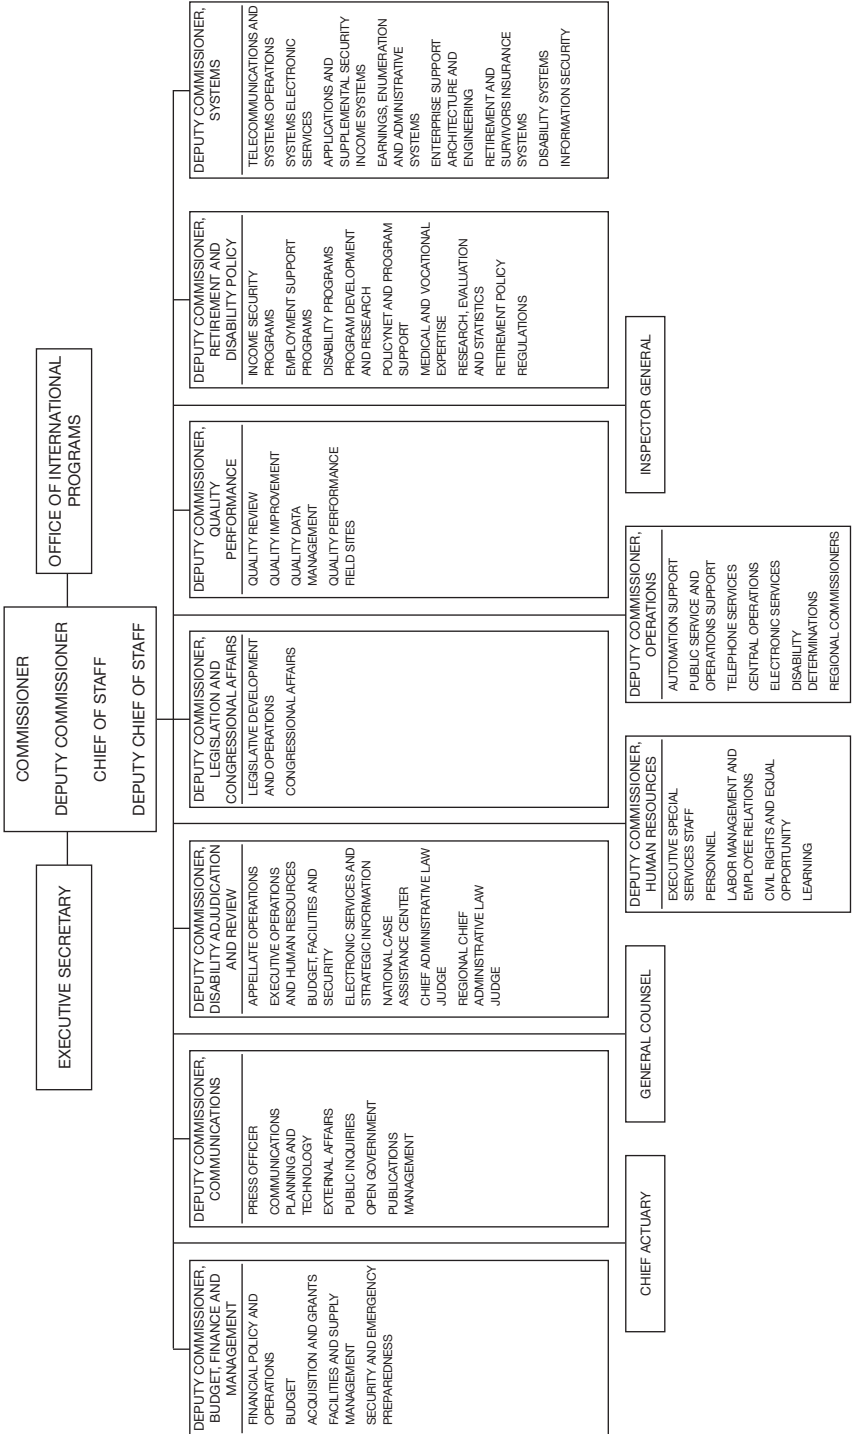 COMMISSIONER
DEPUTY COMMISSIONER
CHIEF OF STAFF
DEPUTY CHIEF OF STAFF
EXECUTIVE SECRETARY
OFFICE OF INTERNATIONAL
PROGRAMS
DEPUTY COMMISSIONER,
BUDGET, FINANCE AND
MANAGEMENT
FINANCIAL POLICY AND
OPERATIONS
BUDGET
ACQUISITION AND GRANTS
FACILITIES AND SUPPLY
MANAGEMENT
SECURITY AND EMERGENCY
PREPAREDNESS
DEPUTY COMMISSIONER,
COMMUNICATIONS
PRESS OFFICER
COMMUNICATIONS
PLANNING AND
TECHNOLOGY
EXTERNAL AFFAIRS
PUBLIC INQUIRIES
OPEN GOVERNMENT
PUBLICATIONS
MANAGEMENT
DEPUTY COMMISSIONER,
DISABILITY ADJUDICATION
AND REVIEW
APPELLATE OPERATIONS
EXECUTIVE OPERATIONS
AND HUMAN RESOURCES
BUDGET, FACILITIES AND
SECURITY
ELECTRONIC SERVICES AND
STRATEGIC INFORMATION
NATIONAL CASE
ASSISTANCE CENTER
CHIEF ADMINISTRATIVE LAW
JUDGE
REGIONAL CHIEF
ADMINISTRATIVE LAW
JUDGE
DEPUTY COMMISSIONER,
LEGISLATION AND
CONGRESSIONAL AFFAIRS
LEGISLATIVE DEVELOPMENT
AND OPERATIONS
CONGRESSIONAL AFFAIRS
DEPUTY COMMISSIONER,
QUALITY
PERFORMANCE
QUALITY REVIEW
QUALITY IMPROVEMENT
QUALITY DATA
MANAGEMENT
QUALITY PERFORMANCE
FIELD SITES
DEPUTY COMMISSIONER,
RETIREMENT AND
DISABILITY POLICY
INCOME SECURITY
PROGRAMS
EMPLOYMENT SUPPORT
PROGRAMS
DISABILITY PROGRAMS
PROGRAM DEVELOPMENT
AND RESEARCH
POLICYNET AND PROGRAM
SUPPORT
MEDICAL AND VOCATIONAL
EXPERTISE
RESEARCH, EVALUATION
AND STATISTICS
RETIREMENT POLICY
REGULATIONS
DEPUTY COMMISSIONER,
SYSTEMS
TELECOMMUNICATIONS AND
SYSTEMS OPERATIONS
SYSTEMS ELECTRONIC
SERVICES
APPLICATIONS AND
SUPPLEMENTAL SECURITY
INCOME SYSTEMS
EARNINGS, ENUMERATION
AND ADMINISTRATIVE
SYSTEMS
ENTERPRISE SUPPORT
ARCHITECTURE AND
ENGINEERING
RETIREMENT AND
SURVIVORS INSURANCE
SYSTEMS
DISABILITY SYSTEMS
INFORMATION SECURITY
CHIEF ACTUARY
GENERAL COUNSEL
DEPUTY COMMISSIONER,
HUMAN RESOURCES
EXECUTIVE SPECIAL
SERVICES STAFF
PERSONNEL
LABOR MANAGEMENT AND
EMPLOYEE RELATIONS
CIVIL RIGHTS AND EQUAL
OPPORTUNITY
LEARNING
DEPUTY COMMISSIONER,
OPERATIONS
AUTOMATION SUPPORT
PUBLIC SERVICE AND
OPERATIONS SUPPORT
TELEPHONE SERVICES
CENTRAL OPERATIONS
ELECTRONIC SERVICES
DISABILITY
DETERMINATIONS
REGIONAL COMMISSIONERS
INSPECTOR GENERAL